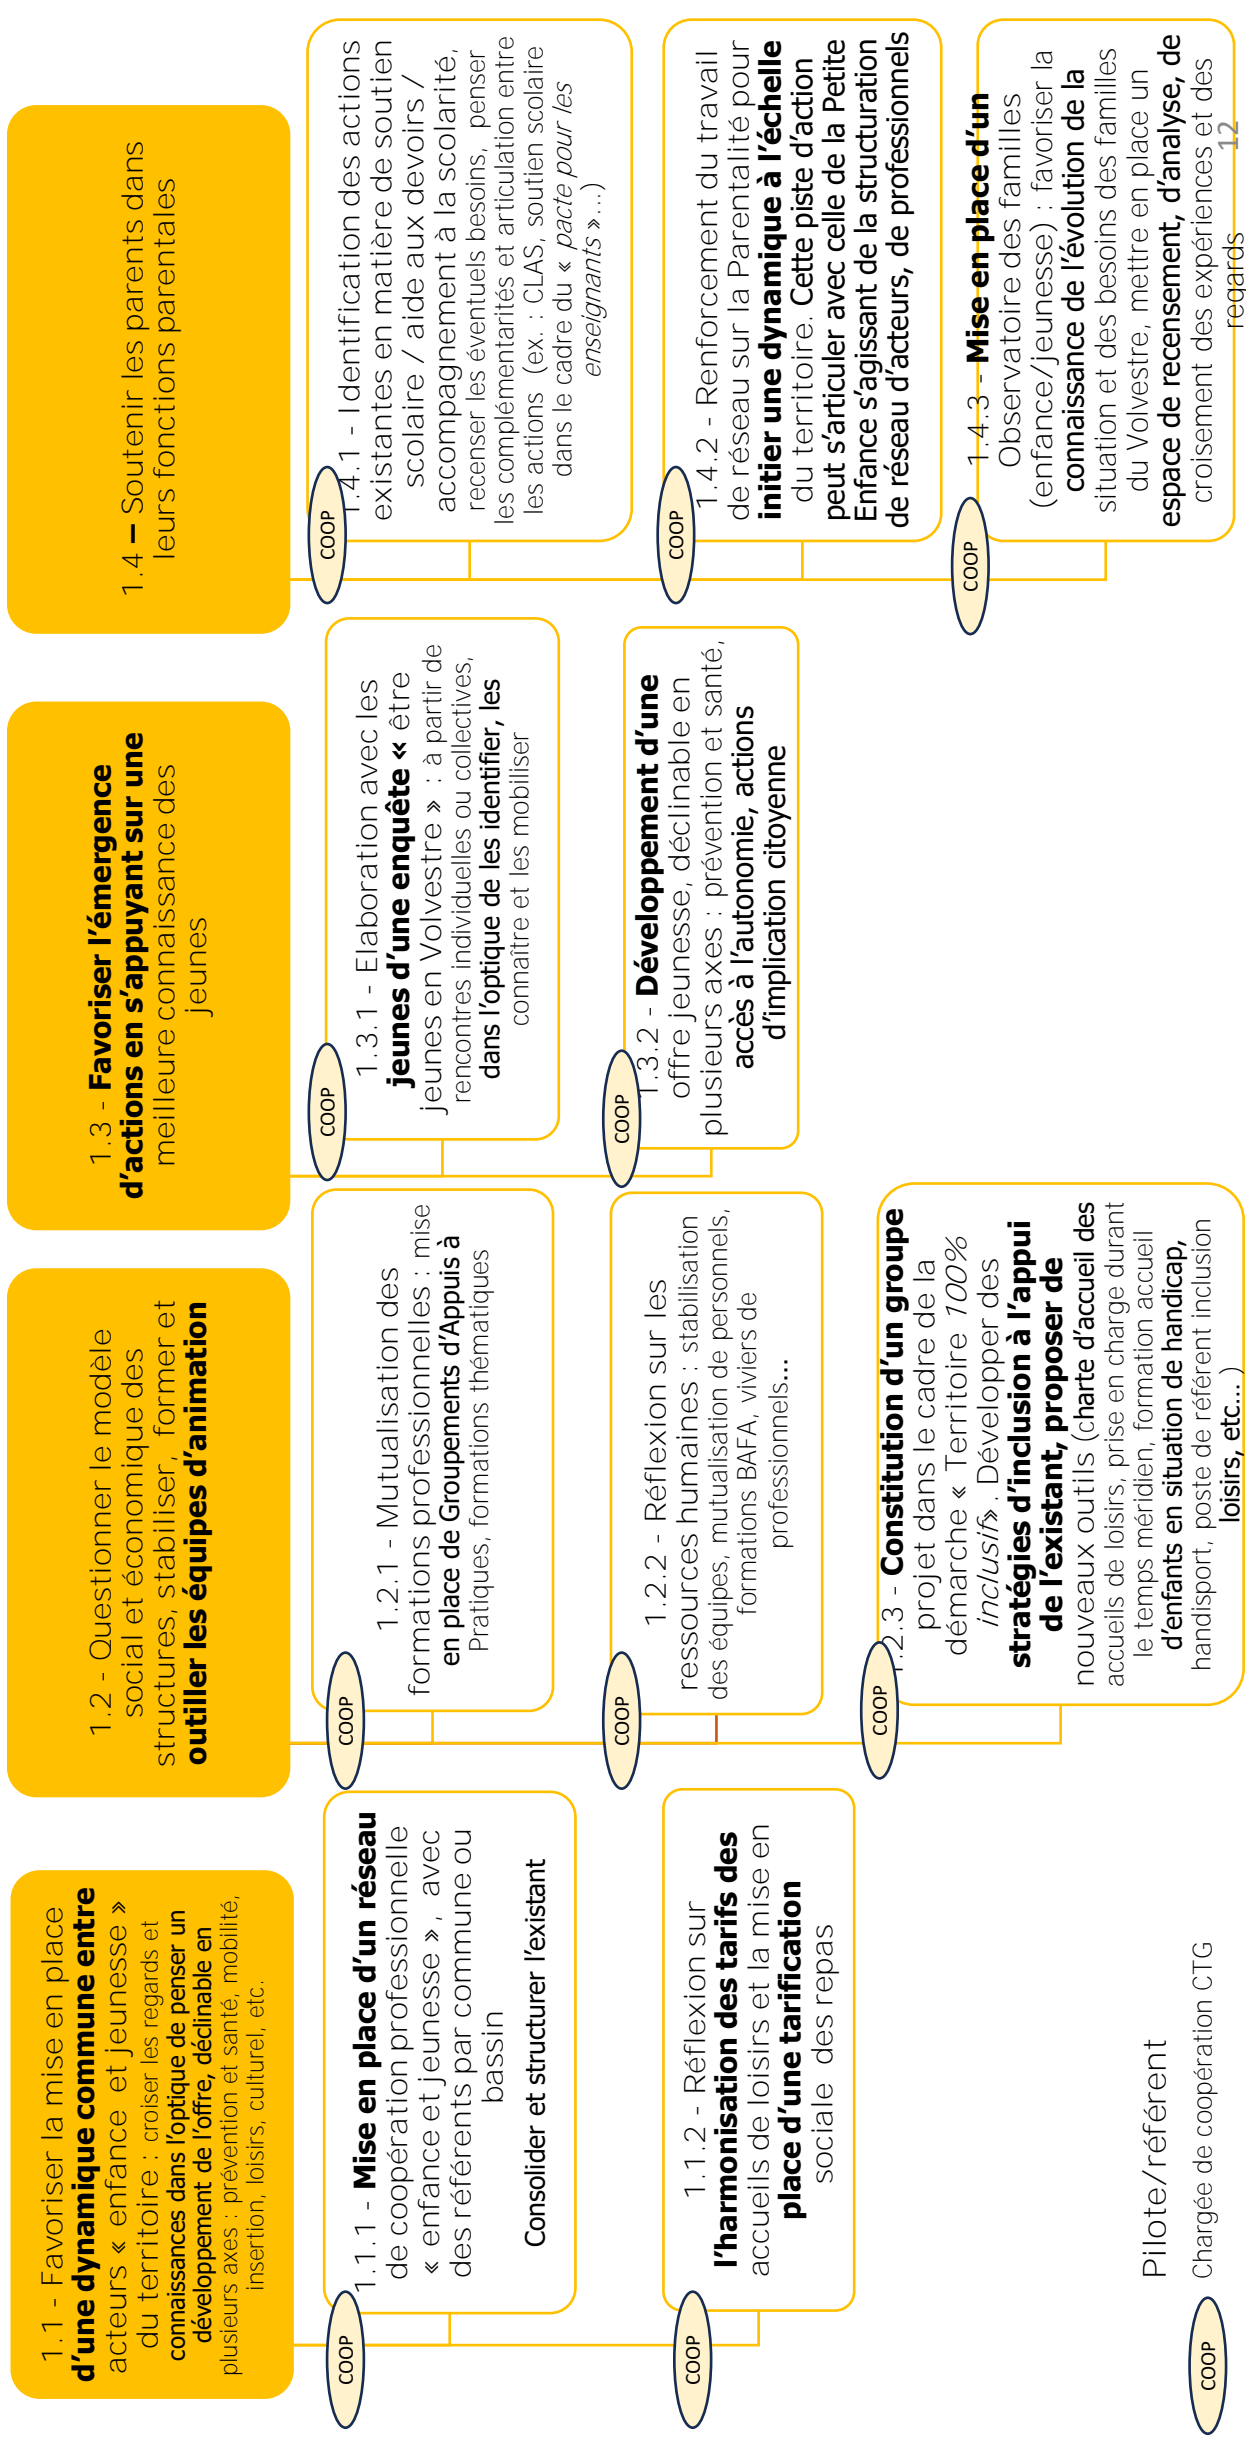 1.1 - Favoriser la mise en place
d'une dynamique commune entre
acteurs « enfance et jeunesse »
du territoire : croiser les regards et
connaissances dans l'optique de penser un
développement de l'offre, déclinable en
plusieurs axes : prévention et santé, mobilité,
insertion, loisirs, culturel, etc.
COOP
1.1.1 - Mise en place d'un réseau
de coopération professionnelle
« enfance et jeunesse », avec
des référents par commune ou
bassin
Consolider et structurer l'existant
COOP
1.1.2 - Réflexion sur
l'harmonisation des tarifs des
accueils de loisirs et la mise en
place d'une tarification
sociale des repas
1.2 - Questionner le modèle
social et économique des
structures, stabiliser, former et
outiller les équipes d'animation
COOP
1.2.1 - Mutualisation des
formations professionnelles : mise
en place de Groupements d'Appuis à
Pratiques, formations thématiques
COOP
1.2.2 - Réflexion sur les
ressources humaines : stabilisation
des équipes, mutualisation de personnels,
formations BAFA, viviers de
professionnels...
COOP
1.2.3 - Constitution d'un groupe
projet dans le cadre de la
démarche « Territoire 100%
inclusif». Développer des
stratégies d'inclusion à l'appui
de l'existant, proposer de
nouveaux outils (charte d'accueil des
accueils de loisirs, prise en charge durant
le temps méridien, formation accueil
d'enfants en situation de handicap,
handisport, poste de référent inclusion
loisirs, etc... )
1.3 - Favoriser l'émergence
d'actions en s'appuyant sur une
meilleure connaissance des
jeunes
COOP
1.3.1 - Elaboration avec les
jeunes d'une enquête « être
jeunes en Volvestre » : à partir de
rencontres individuelles ou collectives,
dans l'optique de les identifier, les
connaître et les mobiliser
COOP
1.3.2 - Développement d'une
offre jeunesse, déclinable en
plusieurs axes : prévention et santé,
accès à l'autonomie, actions
d'implication citoyenne
1.4 – Soutenir les parents dans
leurs fonctions parentales
COOP
1.4.1 - Identification des actions
existantes en matière de soutien
scolaire / aide aux devoirs /
accompagnement à la scolarité,
recenser les éventuels besoins, penser
les complémentarités et articulation entre
les actions (ex. : CLAS, soutien scolaire
dans le cadre du « pacte pour les
enseignants »...)
COOP
1.4.2 - Renforcement du travail
de réseau sur la Parentalité pour
initier une dynamique à l'échelle
du territoire. Cette piste d'action
peut s'articuler avec celle de la Petite
Enfance s'agissant de la structuration
de réseau d'acteurs, de professionnels
COOP
1.4.3 - Mise en place d'un
Observatoire des familles
(enfance/jeunesse) : favoriser la
connaissance de l'évolution de la
situation et des besoins des familles
du Volvestre, mettre en place un
espace de recensement, d'analyse, de
croisement des expériences et des
regards
Pilote/référent
COOP
Chargée de coopération CTG
12